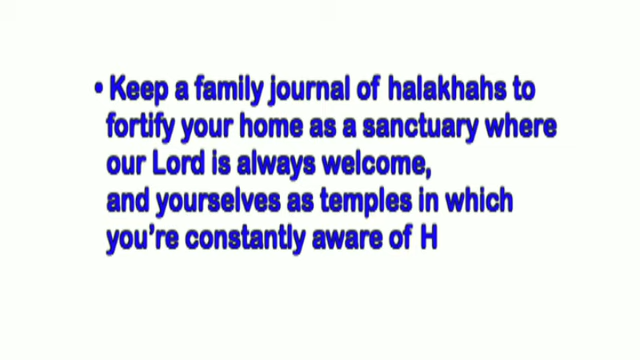 • Keep a family journal of halakhahs to
fortify your home as a sanctuary where
our Lord is always welcome,
and yourselves as temples in which
you're constantly aware of H